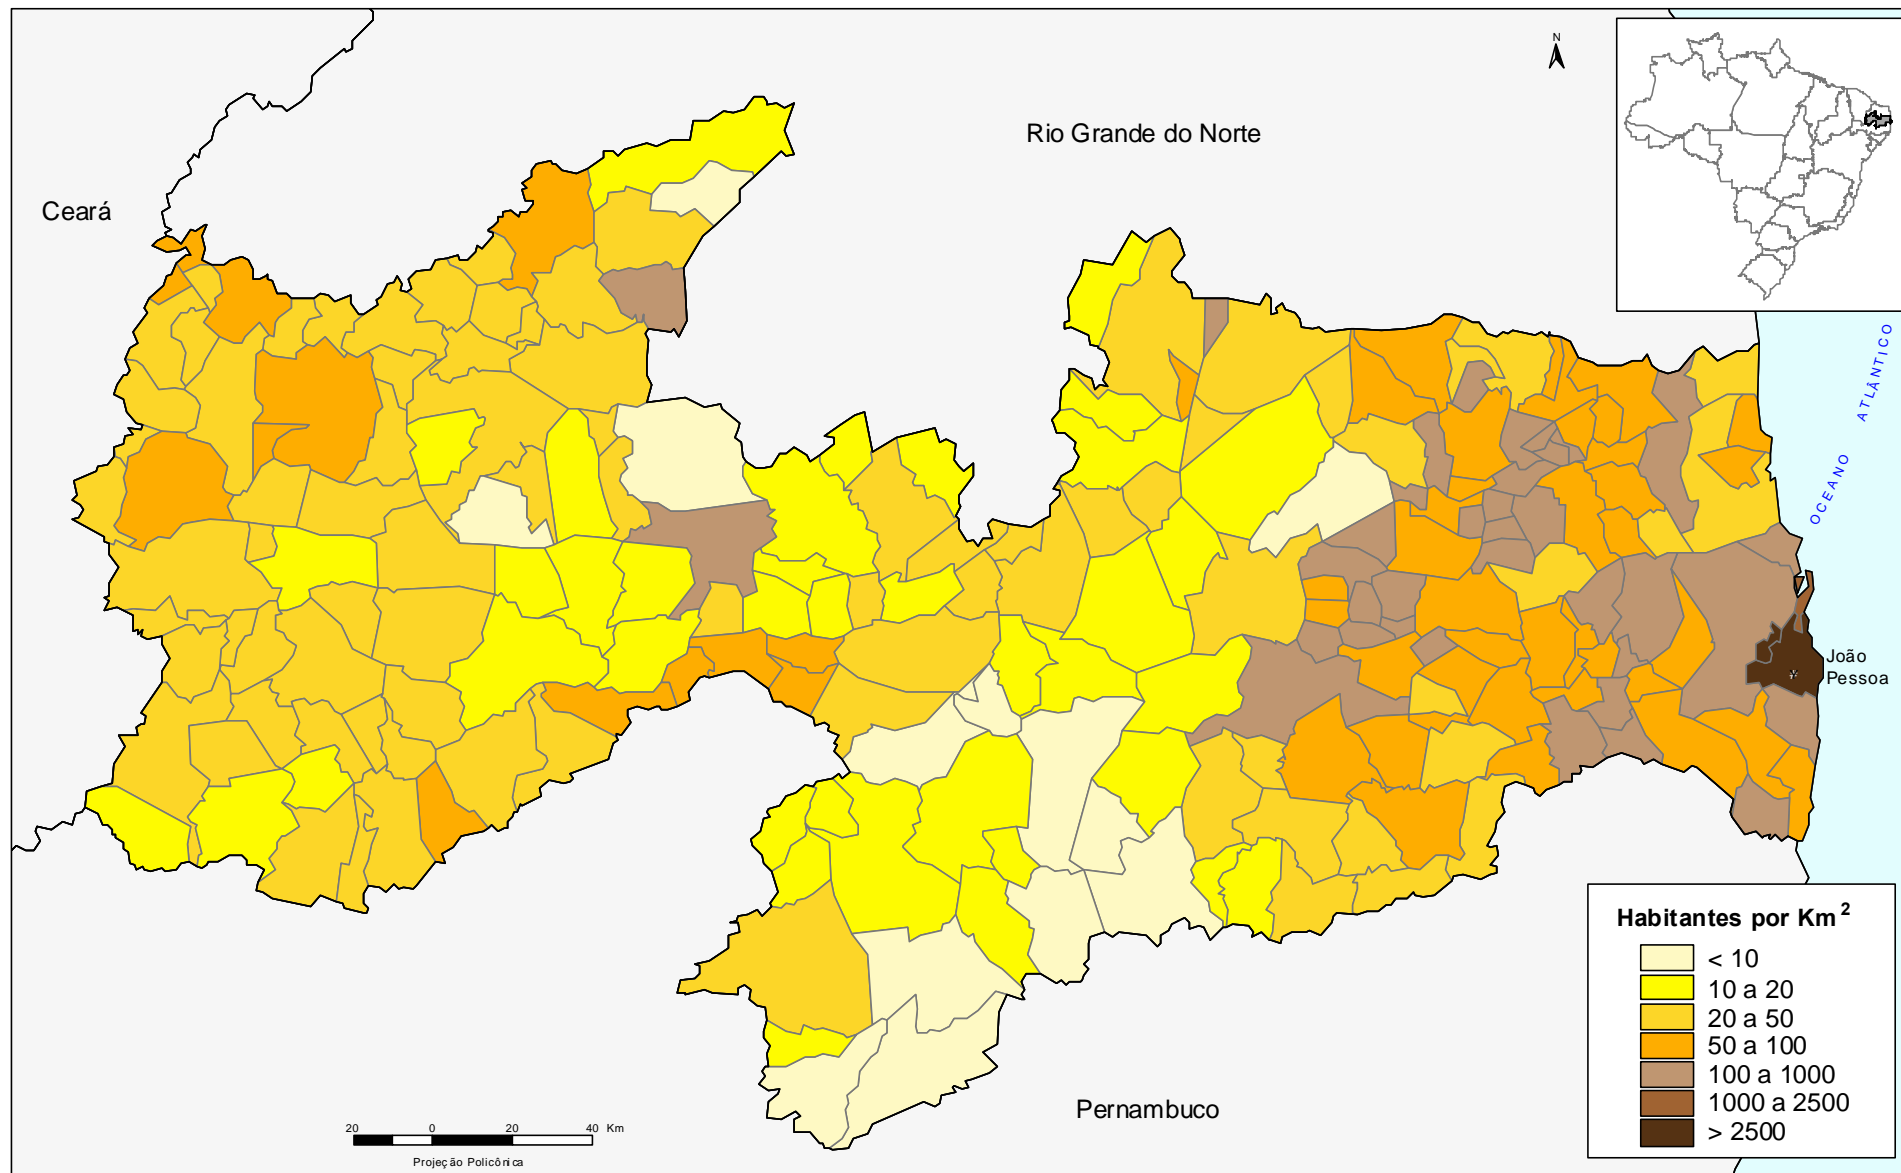 N
Rio Grande do Norte
Ceará
OCEANO ATLÂNTICO
João
Pessoa
Habitantes por Km²
< 10
10 a 20
20 a 50
50 a 100
100 a 1000
1000 a 2500
> 2500
Pernambuco
20 0 20 40 Km
Projeção Policônica